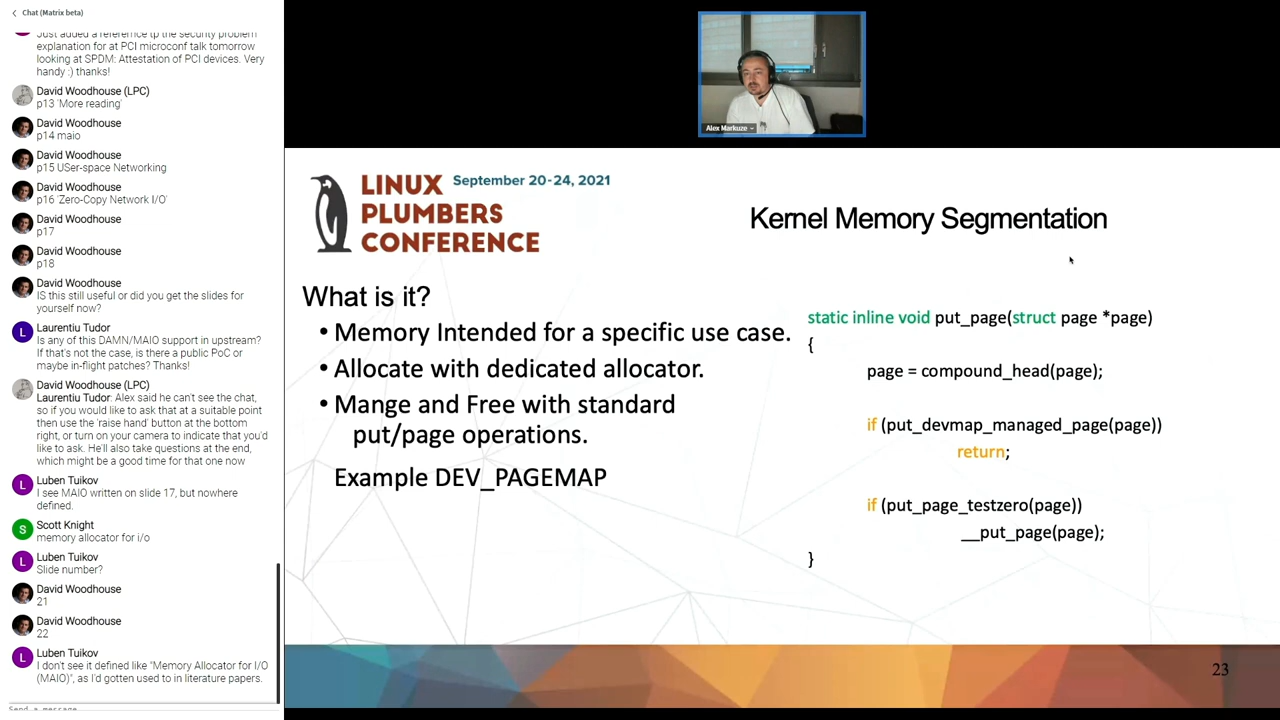 Chat (Matrix beta)
Just added a reference tp the security problem
explanation for at PCI microconf talk tomorrow
looking at SPDM: Attestation of PCI devices. Very
handy :) thanks!
David Woodhouse (LPC)
p13 'More reading'
David Woodhouse
p14 maio
David Woodhouse
p15 USer-space Networking
David Woodhouse
p16 'Zero-Copy Network I/O'
David Woodhouse
p17
David Woodhouse
p18
David Woodhouse
IS this still useful or did you get the slides for
yourself now?
L
Laurentiu Tudor
Is any of this DAMN/MAIO support in upstream?
If that's not the case, is there a public PoC or
maybe in-flight patches? Thanks!
David Woodhouse (LPC)
Laurentiu Tudor: Alex said he can't see the chat,
so if you would like to ask that at a suitable point
then use the 'raise hand' button at the bottom
right, or turn on your camera to indicate that you'd
like to ask. He'll also take questions at the end,
which might be a good time for that one now
L
Luben Tuikov
I see MAIO written on slide 17, but nowhere
defined.
S
Scott Knight
memory allocator for i/o
L
Luben Tuikov
Slide number?
David Woodhouse
21
David Woodhouse
22
L
Luben Tuikov
I don't see it defined like "Memory Allocator for I/O
(MAIO)", as I'd gotten used to in literature papers.
Send a message
Alex Markuze
LINUX
PLUMBERS
CONFERENCE
September 20-24, 2021
Kernel Memory Segmentation
What is it?
• Memory Intended for a specific use case.
• Allocate with dedicated allocator.
• Mange and Free with standard
put/page operations.
Example DEV_PAGEMAP
static inline void put_page(struct page *page)
{
page = compound_head(page);
if (put_devmap_managed_page(page))
return;
if (put_page_testzero(page))
__put_page(page);
}
23